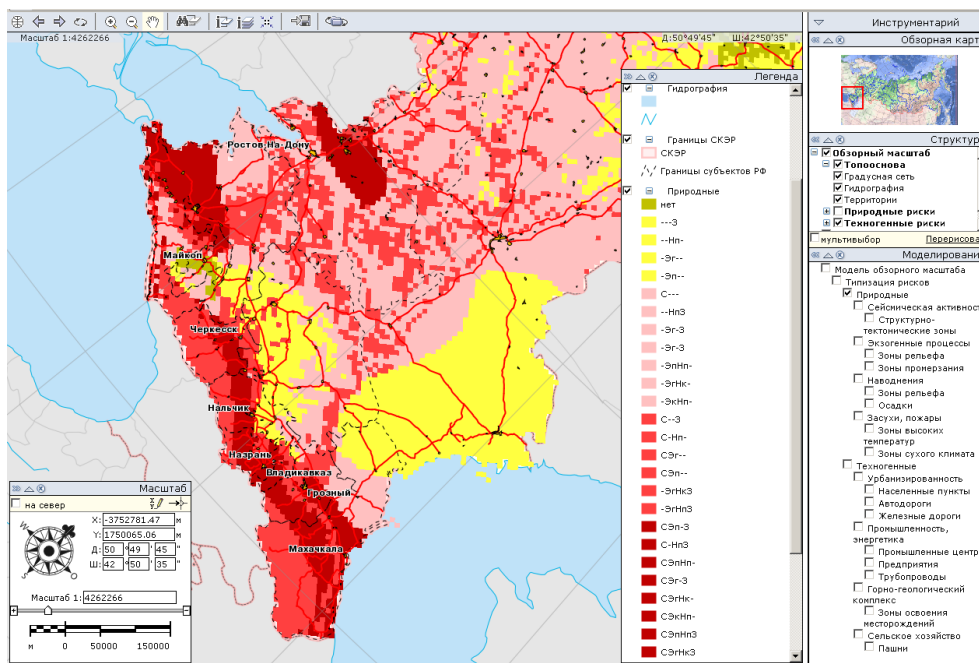 Масштаб 1:4262266
Д:50°49'45" Ш:42°50'35"
Ростов-На-Дону
Майкоп
Черкесск
Нальчик
Назрань
Владикавказ
Грозный
Махачкала
Легенда
Гидрография
Границы СКЭР
СКЭР
Границы субъектов РФ
Природные
нет
---З
--Нп-
-Эг--
-Эп--
С---
--НпЗ
-Эг-З
-Эп-З
-ЭпНп-
-ЭгНк-
-ЭкНп-
С--З
С-Нп-
СЭг--
СЭп--
-ЭгНкЗ
-ЭгНпЗ
СЭп-З
С-НпЗ
СЭпНп-
СЭг-З
СЭгНк-
СЭкНп-
СЭпНпЗ
СЭгНкЗ
Масштаб
на север
X: -3752781.47 м
Y: 1750065.06 м
Д: 50 ° 49 ' 45 "
Ш: 42 ° 50 ' 35 "
Масштаб 1: 4262266
м 0 50000 150000
Инструментарий
Обзорная карт
Структур
Обзорный масштаб
Топооснова
Градусная сеть
Гидрография
Территории
Природные риски
Техногенные риски
мультивыбор Перерисова
Моделировани
Модель обзорного масштаба
Типизация рисков
Природные
Сейсмическая активност
Структурно-
тектонические зоны
Экзогенные процессы
Зоны рельефа
Зоны промерзания
Наводнения
Зоны рельефа
Осадки
Засухи, пожары
Зоны высоких
температур
Зоны сухого климата
Техногенные
Урбанизированность
Населенные пункты
Автодороги
Железные дороги
Промышленность,
энергетика
Промышленные центр
Предприятия
Трубопроводы
Горно-геологический
комплекс
Зоны освоения
месторождений
Сельское хозяйство
Пашни